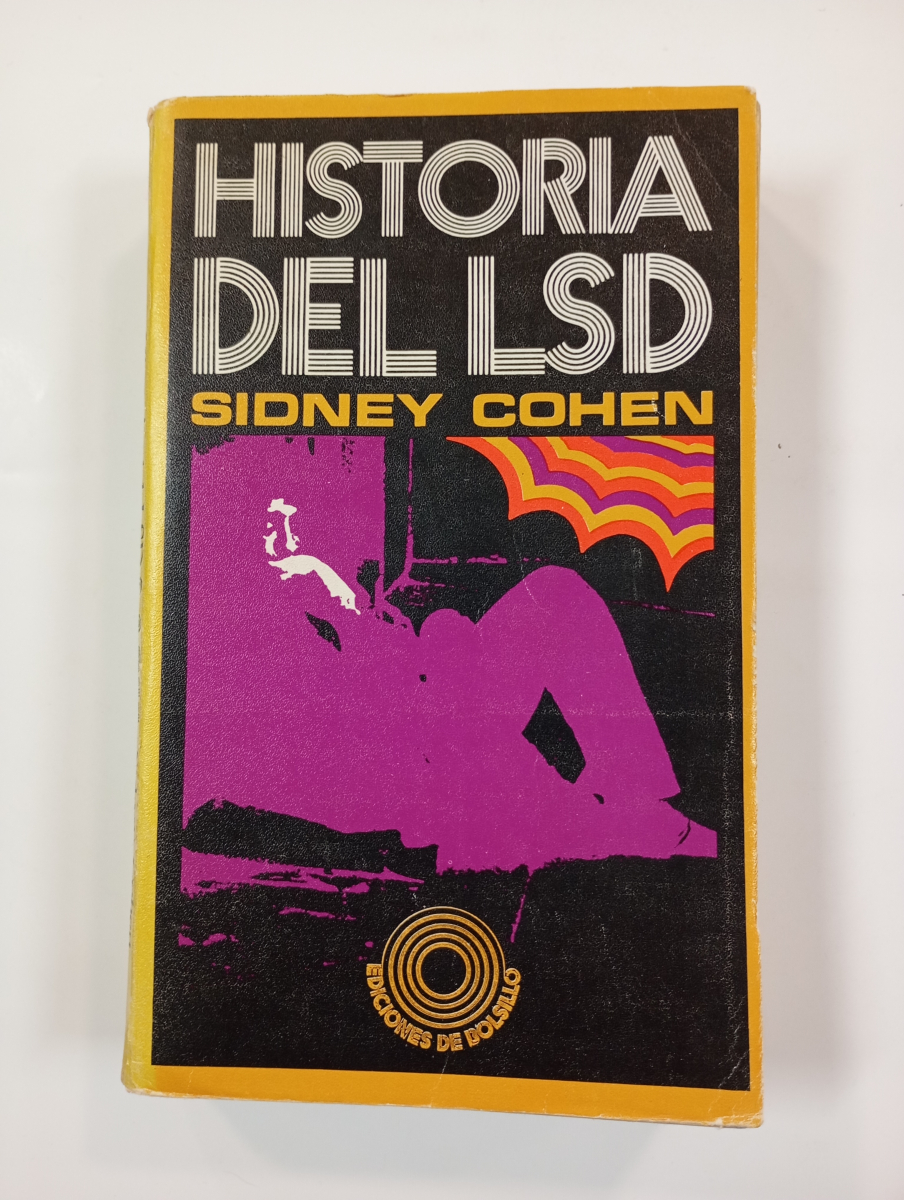 HISTORIA
DEL LSD
SIDNEY COHEN
EDICIONES DE BOLSILLO